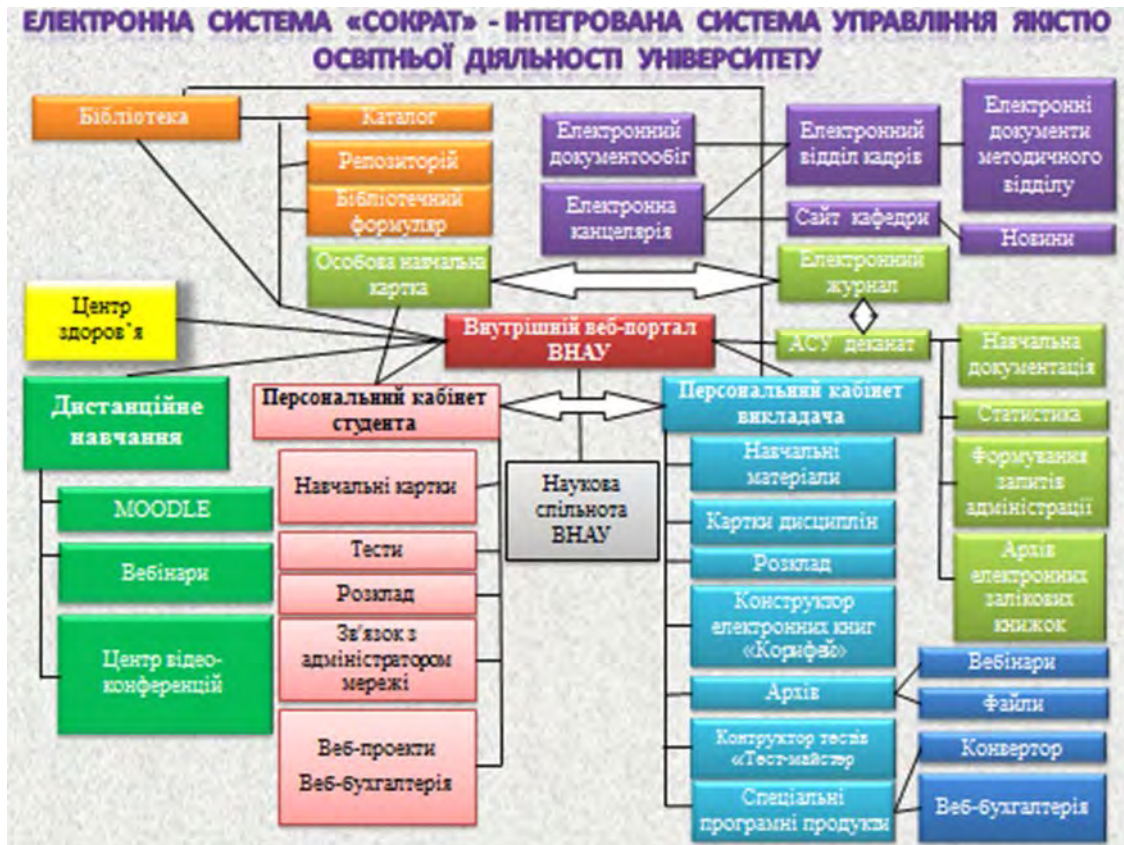 ЕЛЕКТРОННА СИСТЕМА «СОКРАТ» - ІНТЕГРОВАНА СИСТЕМА УПРАВЛІННЯ ЯКІСТЮ
ОСВІТНЬОЇ ДІЯЛЬНОСТІ УНІВЕРСИТЕТУ
Бібліотека
Каталог
Репозиторій
Бібліотечний
формуляр
Особова навчальна
картка
Електронний
документообіг
Електронна
канцелярія
Електронний
відділ кадрів
Сайт кафедри
Електронні
документи
методичного
відділу
Новини
Електронний
журнал
Центр
здоров`я
Внутрішній веб-портал
ВНАУ
АСУ деканат
Навчальна
документація
Статистика
Формування
запитів
адміністрації
Архів
електронних
залікових
книжок
Дистанційне
навчання
MOODLE
Вебінари
Центр відео-
конференцій
Персональний кабінет
студента
Навчальні картки
Тести
Розклад
Зв'язок з
адміністратором
мережі
Веб-проекти
Веб-бухгалтерія
Наукова
спільнота
ВНАУ
Персональний кабінет
викладача
Навчальні
матеріали
Картки дисциплін
Розклад
Конструктор
електронних книг
«Корифей»
Архів
Контруктор тестів
«Тест-майстер
Спеціальні
програмні продукти
Вебінари
Файли
Конвертор
Веб-бухгалтерія